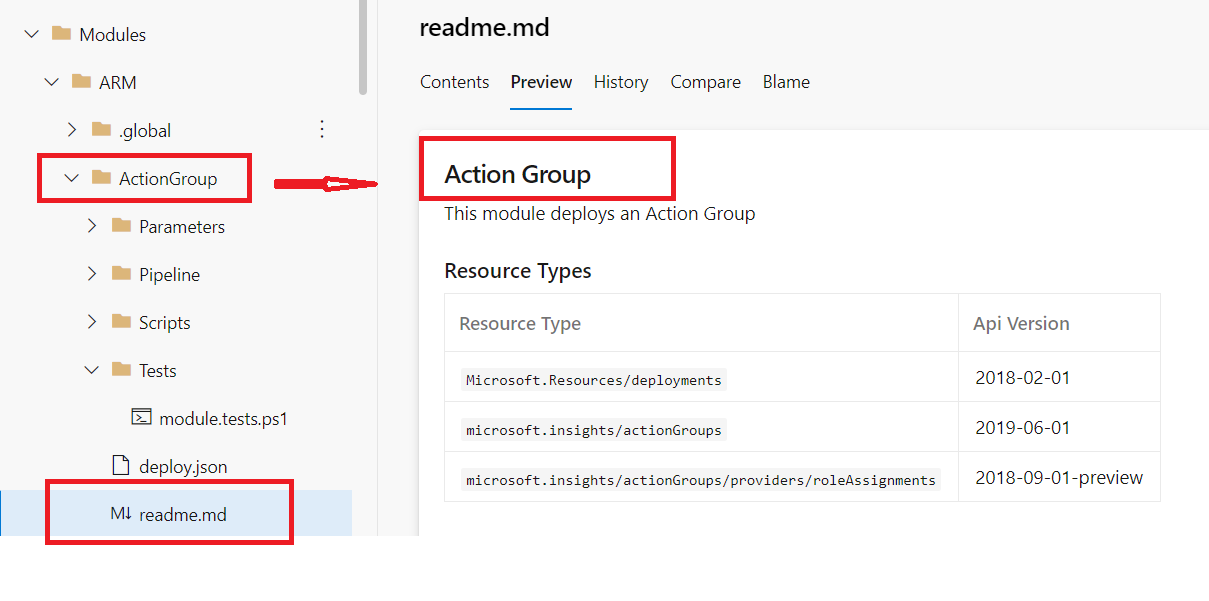 Modules
ARM
.global
ActionGroup
Parameters
Pipeline
Scripts
Tests
module.tests.ps1
deploy.json
M↓ readme.md
readme.md
Contents Preview History Compare Blame
Action Group
This module deploys an Action Group
Resource Types
Resource Type Api Version
Microsoft.Resources/deployments 2018-02-01
microsoft.insights/actionGroups 2019-06-01
microsoft.insights/actionGroups/providers/roleAssignments 2018-09-01-preview